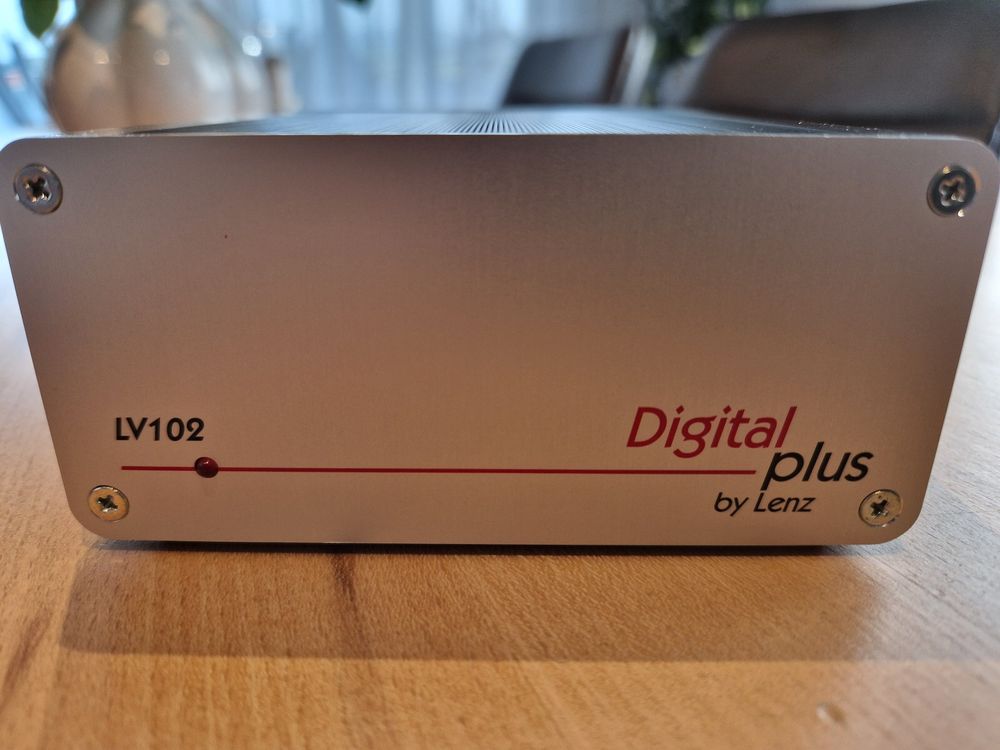 LV102
Digital
plus
by Lenz